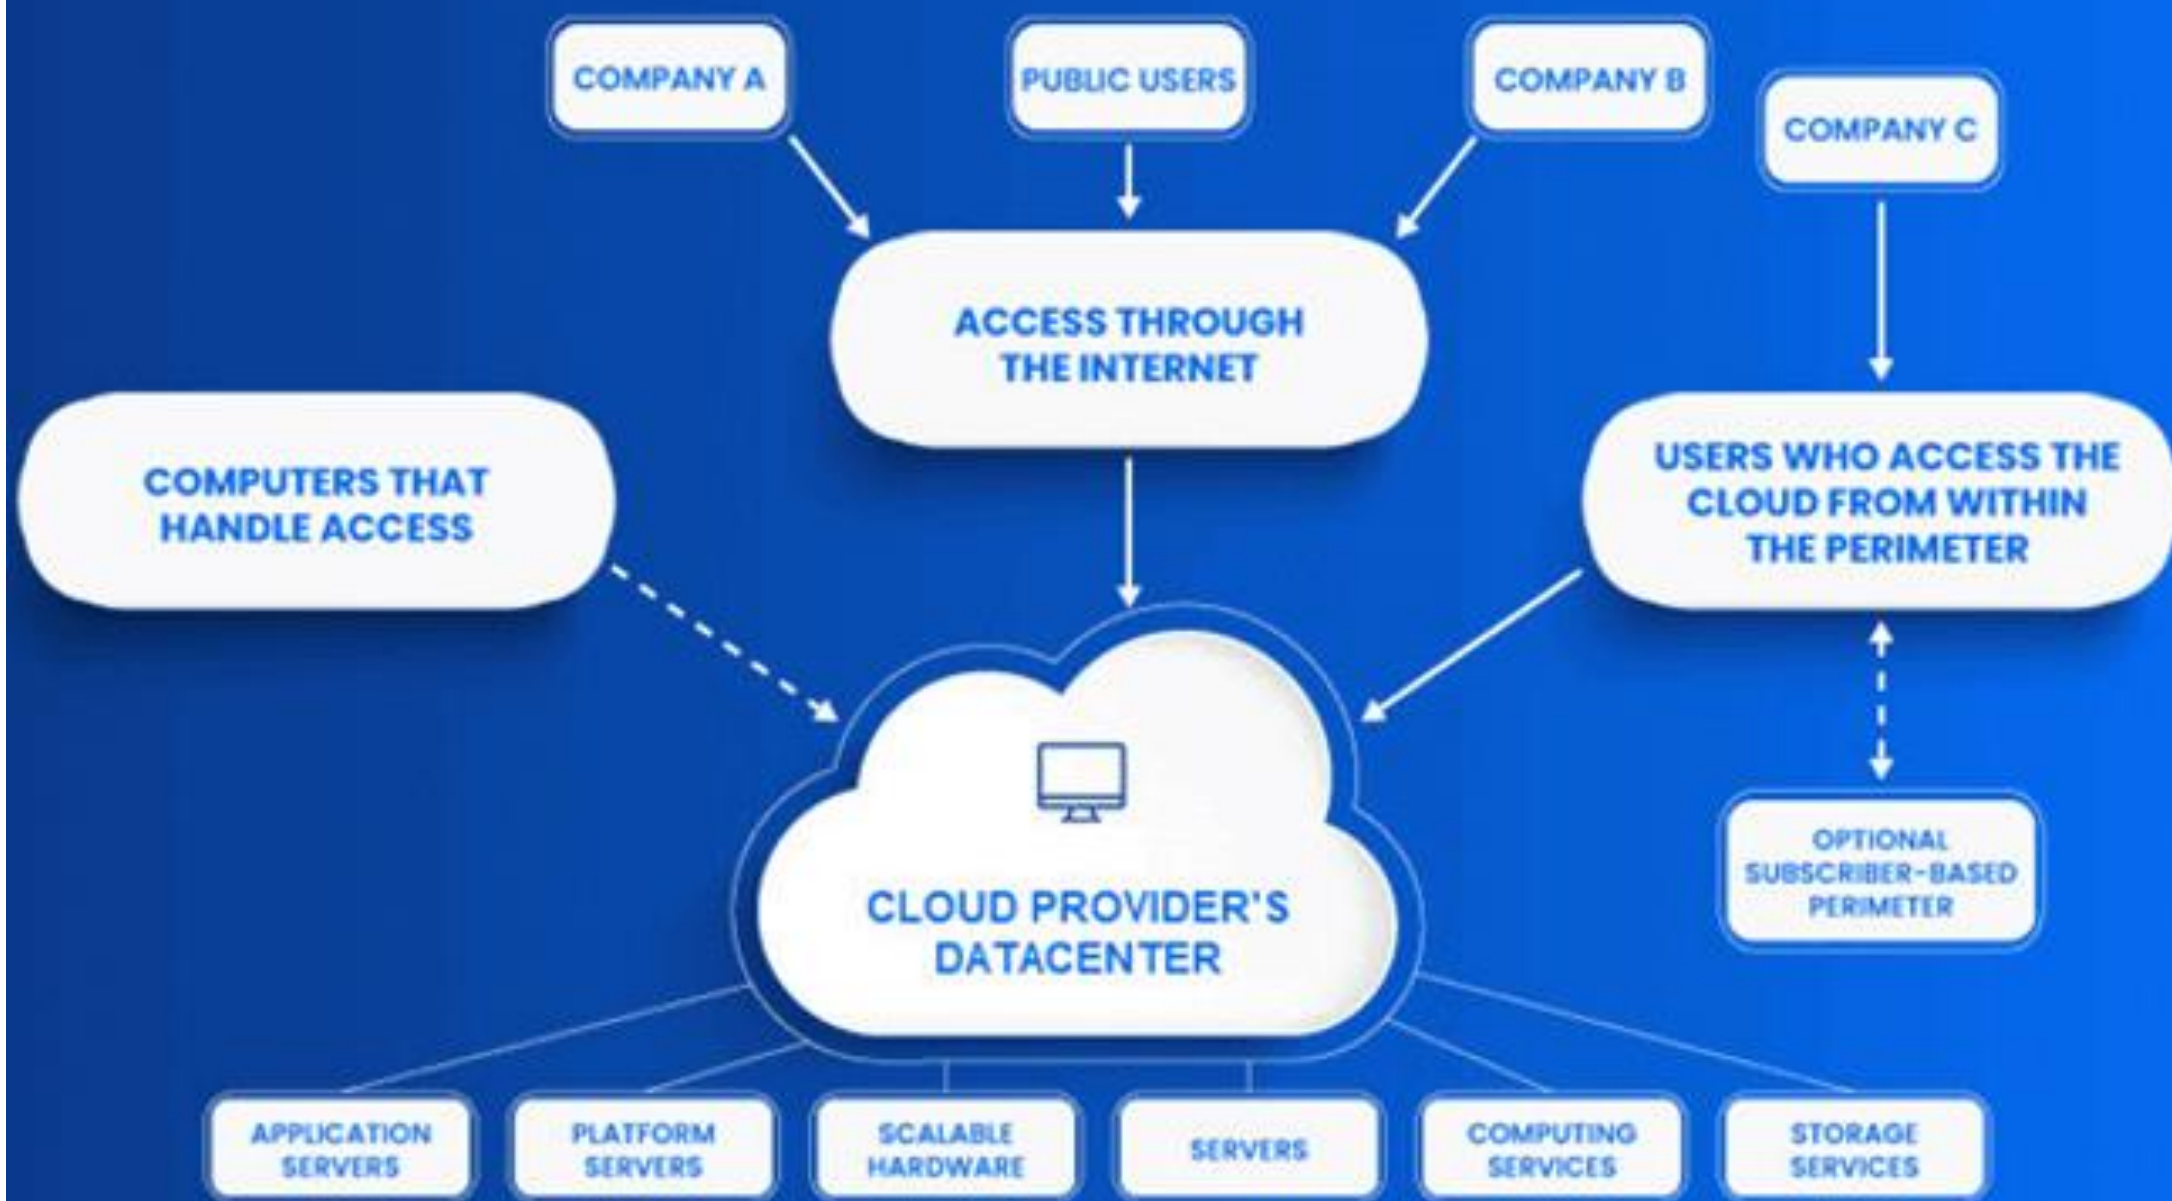 COMPANY A
PUBLIC USERS
COMPANY B
COMPANY C
ACCESS THROUGH
THE INTERNET
COMPUTERS THAT
HANDLE ACCESS
USERS WHO ACCESS THE
CLOUD FROM WITHIN
THE PERIMETER
CLOUD PROVIDER'S
DATACENTER
OPTIONAL
SUBSCRIBER-BASED
PERIMETER
APPLICATION
SERVERS
PLATFORM
SERVERS
SCALABLE
HARDWARE
SERVERS
COMPUTING
SERVICES
STORAGE
SERVICES